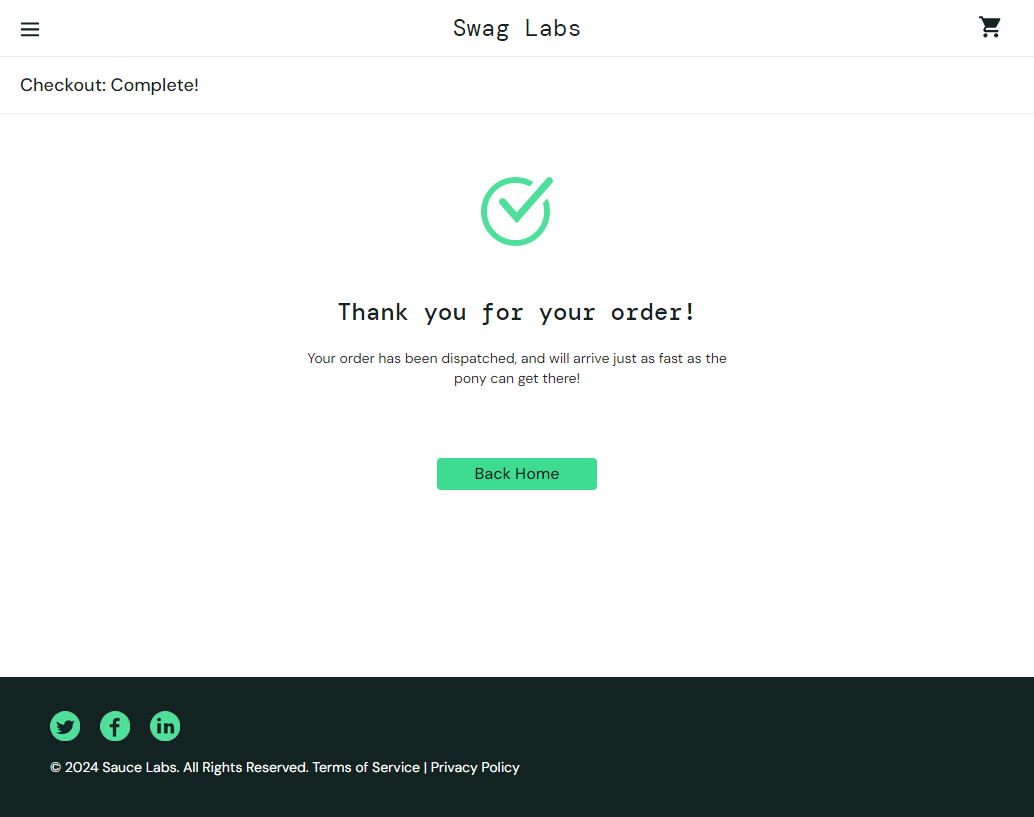 Swag Labs
Checkout: Complete!
Thank you for your order!
Your order has been dispatched, and will arrive just as fast as the
pony can get there!
Back Home
© 2024 Sauce Labs. All Rights Reserved. Terms of Service | Privacy Policy